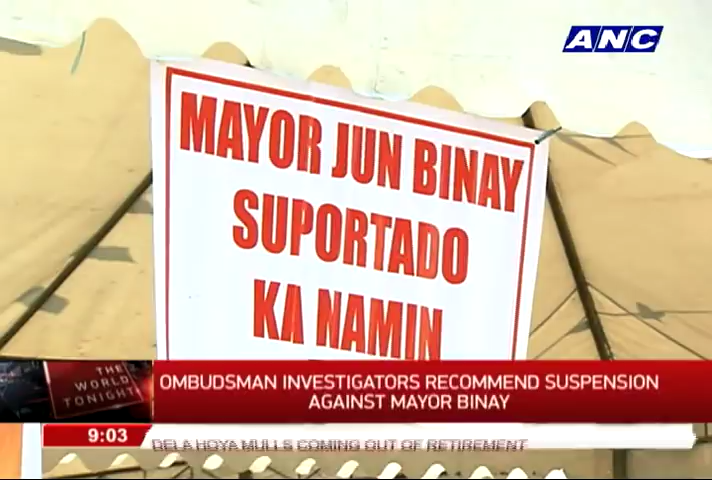 ANC
MAYOR JUN BINAY
SUPORTADO
KA NAMIN
THE
WORLD
TONIGHT
OMBUDSMAN INVESTIGATORS RECOMMEND SUSPENSION
AGAINST MAYOR BINAY
9:03
DELA HOYA MULLS COMING OUT OF RETIREMENT
ANC